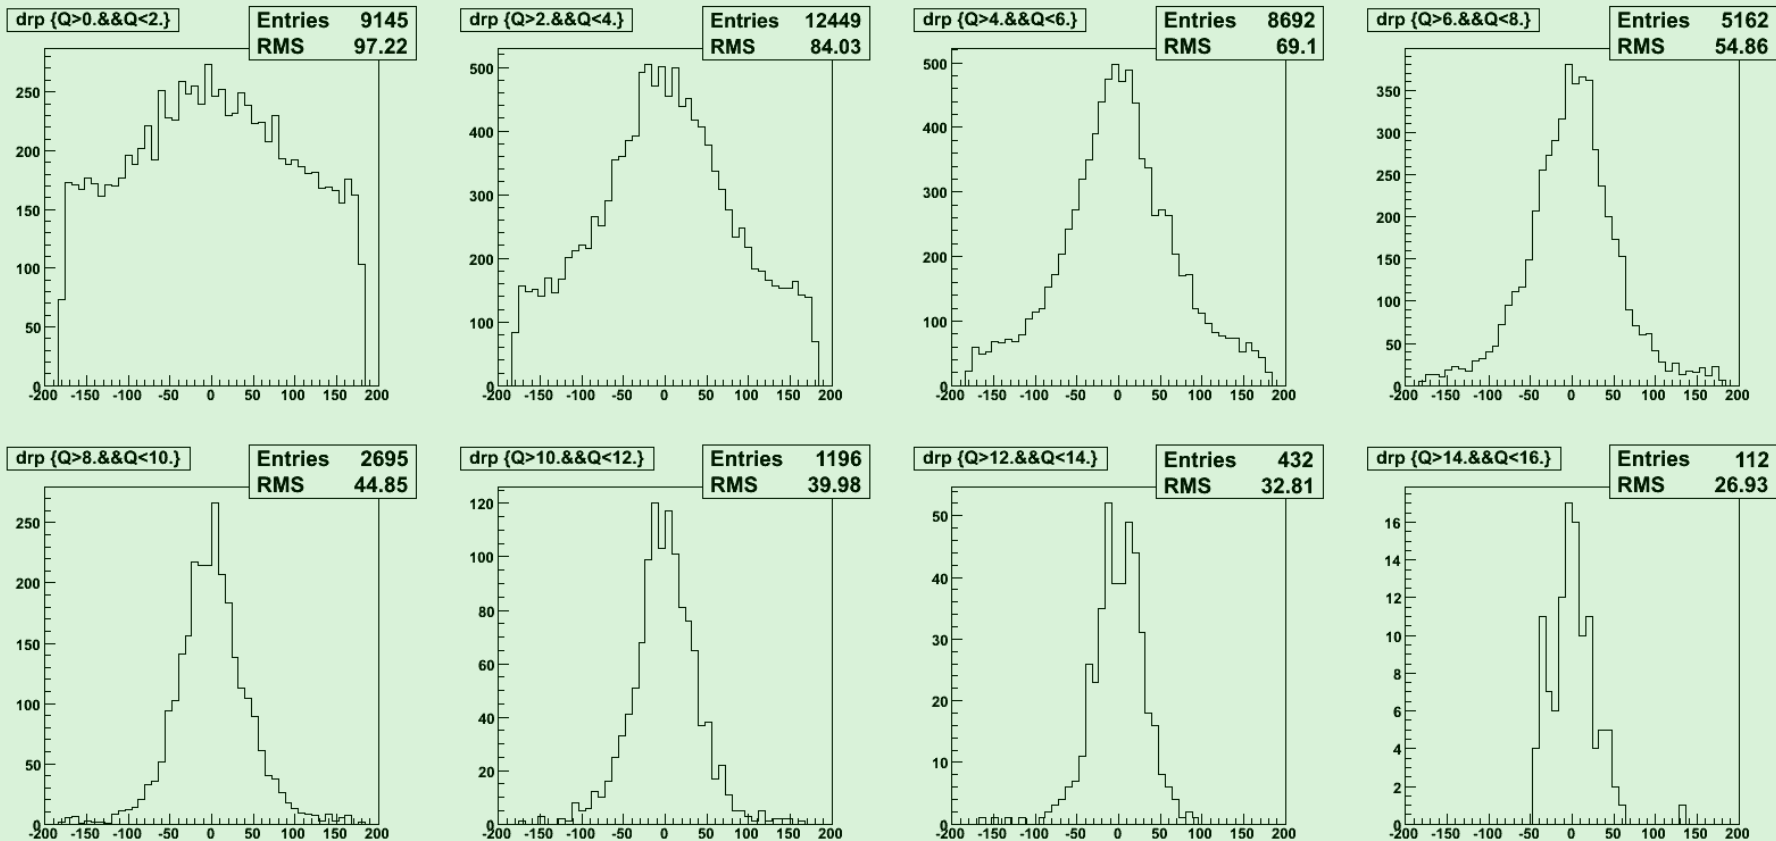 drp {Q>0.&&Q<2.}
Entries 9145
RMS 97.22
250
200
150
100
50
0
-200 -150 -100 -50 0 50 100 150 200
drp {Q>2.&&Q<4.}
Entries 12449
RMS 84.03
500
400
300
200
100
0
-200 -150 -100 -50 0 50 100 150 200
drp {Q>4.&&Q<6.}
Entries 8692
RMS 69.1
500
400
300
200
100
0
-200 -150 -100 -50 0 50 100 150 200
drp {Q>6.&&Q<8.}
Entries 5162
RMS 54.86
350
300
250
200
150
100
50
0
-200 -150 -100 -50 0 50 100 150 200
drp {Q>8.&&Q<10.}
Entries 2695
RMS 44.85
250
200
150
100
50
0
-200 -150 -100 -50 0 50 100 150 200
drp {Q>10.&&Q<12.}
Entries 1196
RMS 39.98
120
100
80
60
40
20
0
-200 -150 -100 -50 0 50 100 150 200
drp {Q>12.&&Q<14.}
Entries 432
RMS 32.81
50
40
30
20
10
0
-200 -150 -100 -50 0 50 100 150 200
drp {Q>14.&&Q<16.}
Entries 112
RMS 26.93
16
14
12
10
8
6
4
2
0
-200 -150 -100 -50 0 50 100 150 200